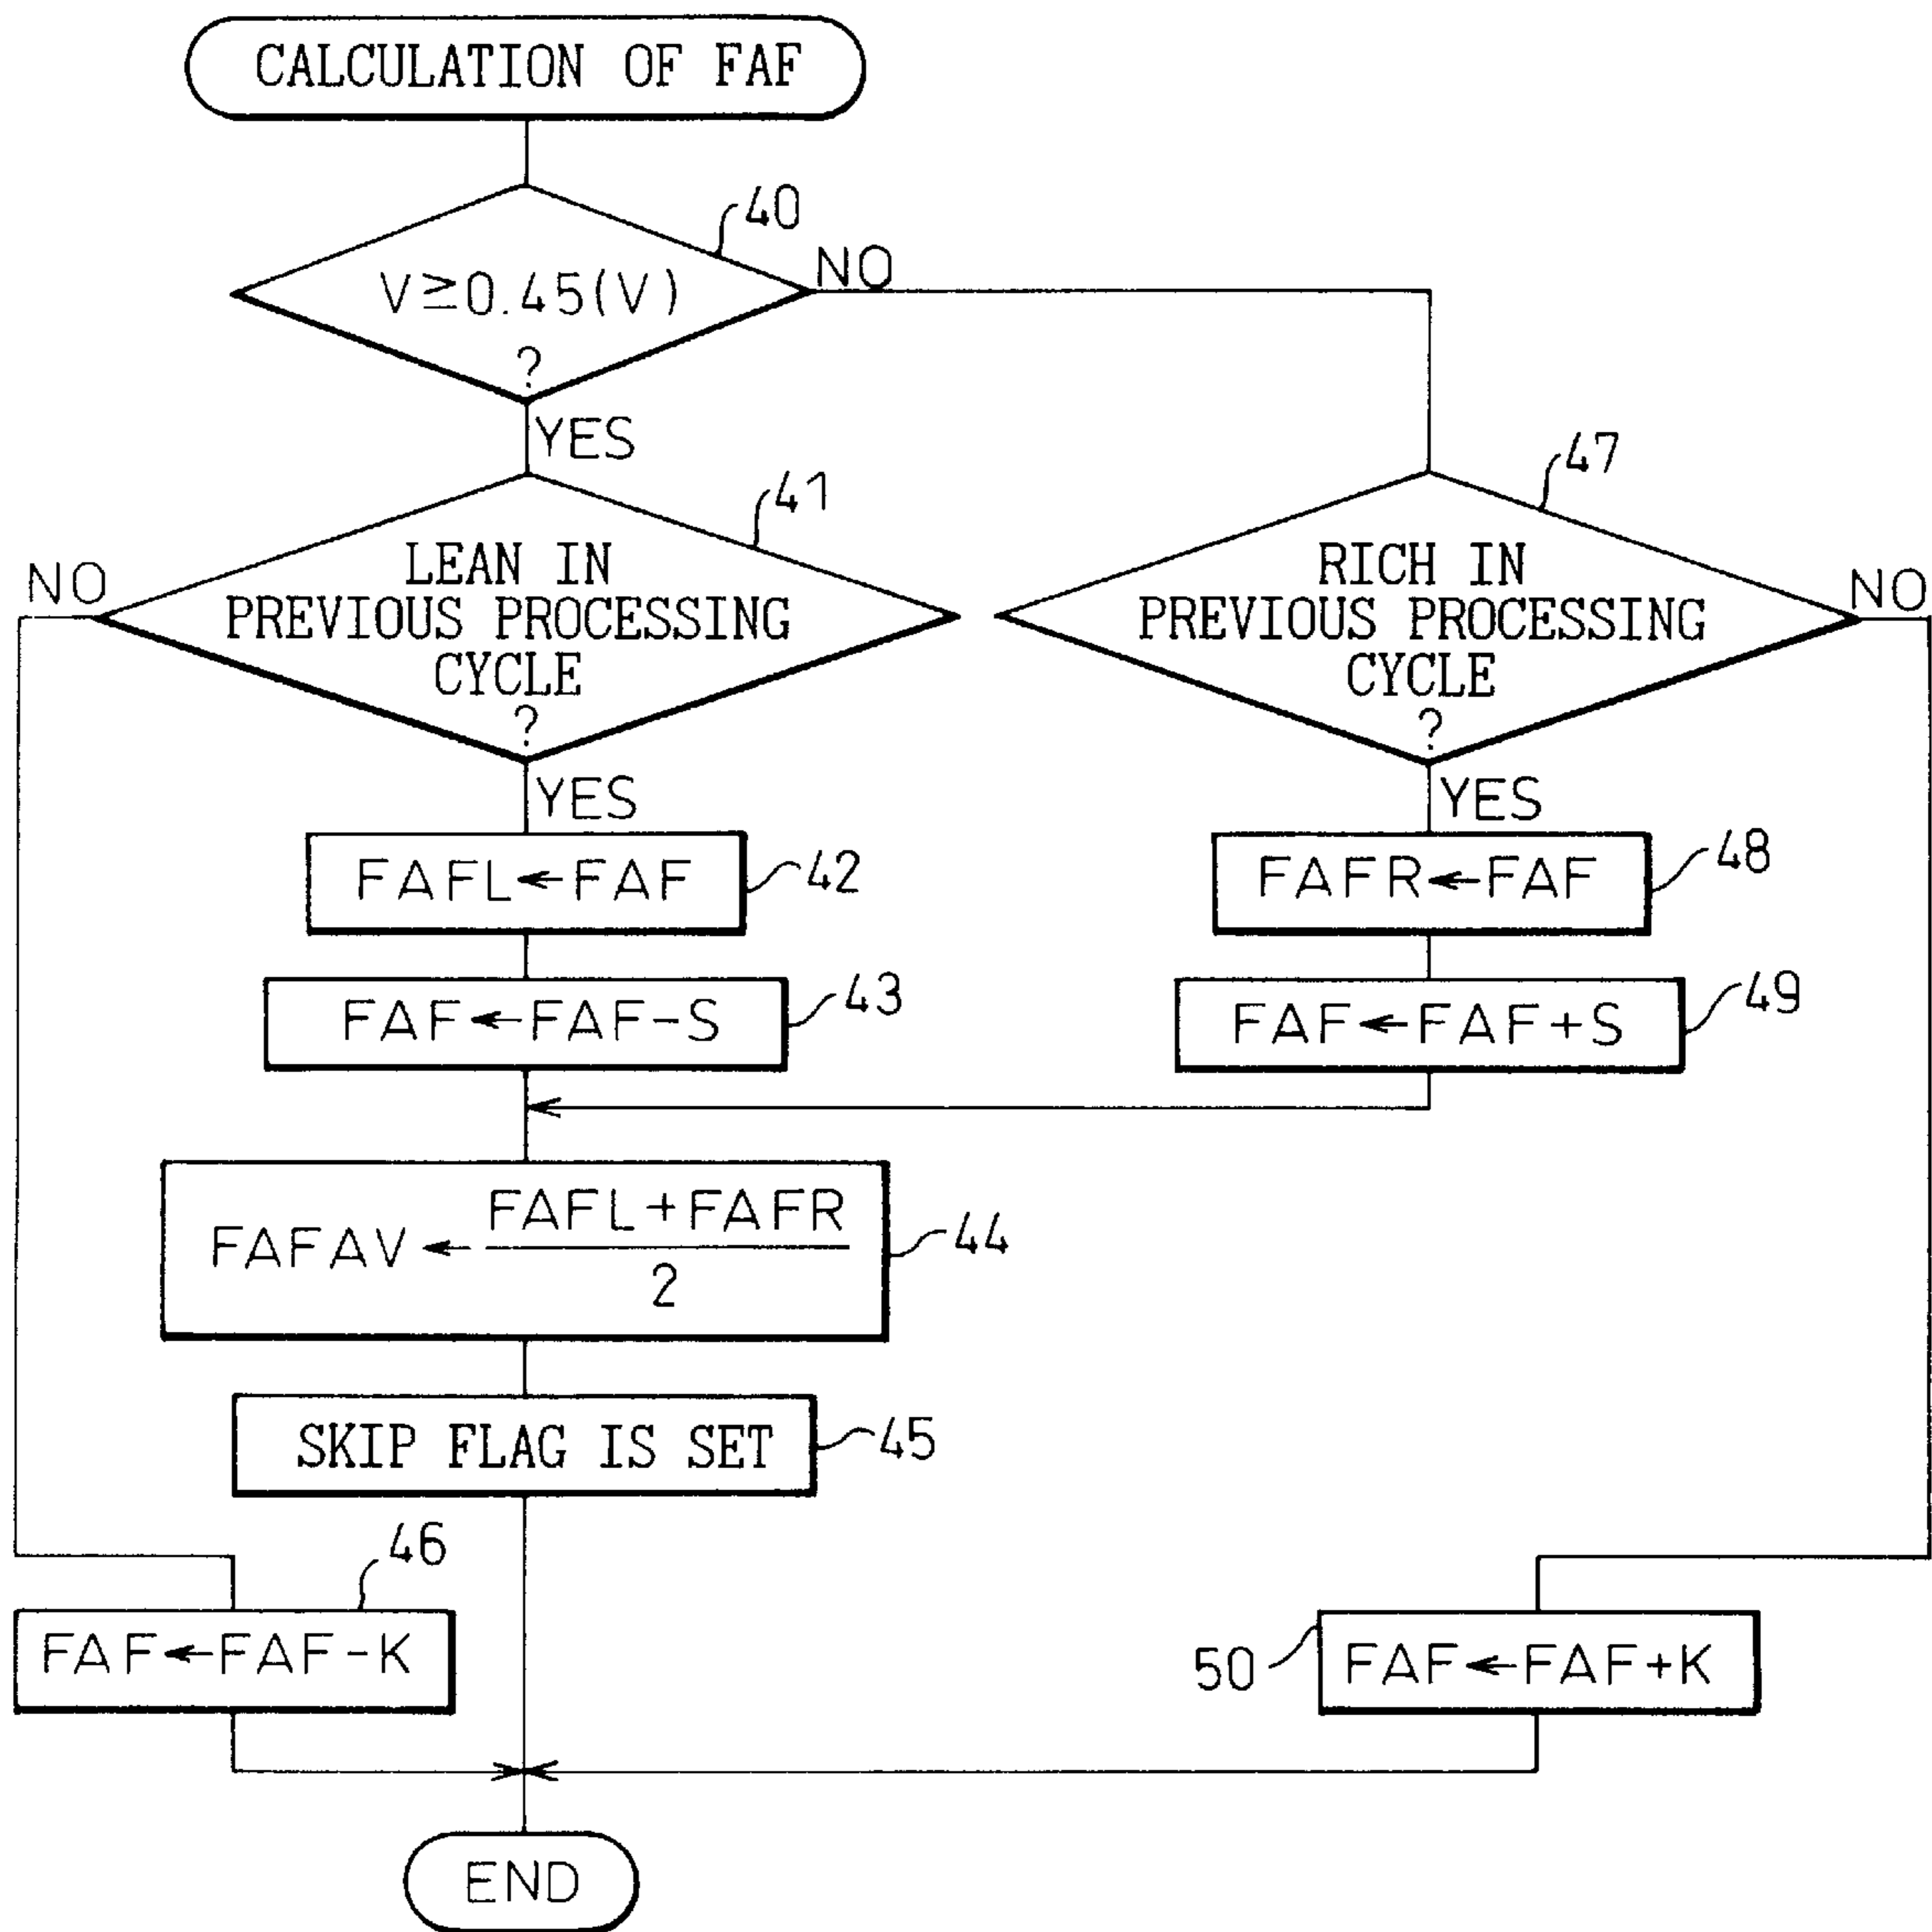 CALCULATION OF FAF
40
V≧0.45(V)
?
NO
YES
41
LEAN IN
PREVIOUS PROCESSING
CYCLE
?
NO
YES
47
RICH IN
PREVIOUS PROCESSING
CYCLE
?
NO
YES
FAFL←FAF
42
FAFR←FAF
48
FAF←FAF-S
43
FAF←FAF+S
49
FAFAV←
FAFL+FAFR
2
44
SKIP FLAG IS SET
45
46
FAF←FAF-K
50
FAF←FAF+K
END